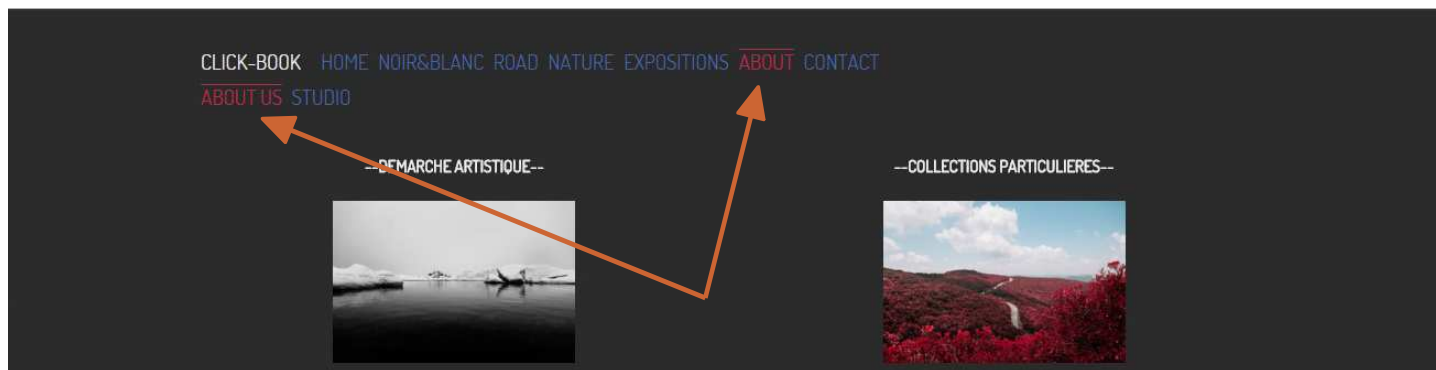 CLICK-BOOK HOME NOIR&BLANC ROAD NATURE EXPOSITIONS ABOUT CONTACT
ABOUT US STUDIO
--DEMARCHE ARTISTIQUE--
--COLLECTIONS PARTICULIERES--